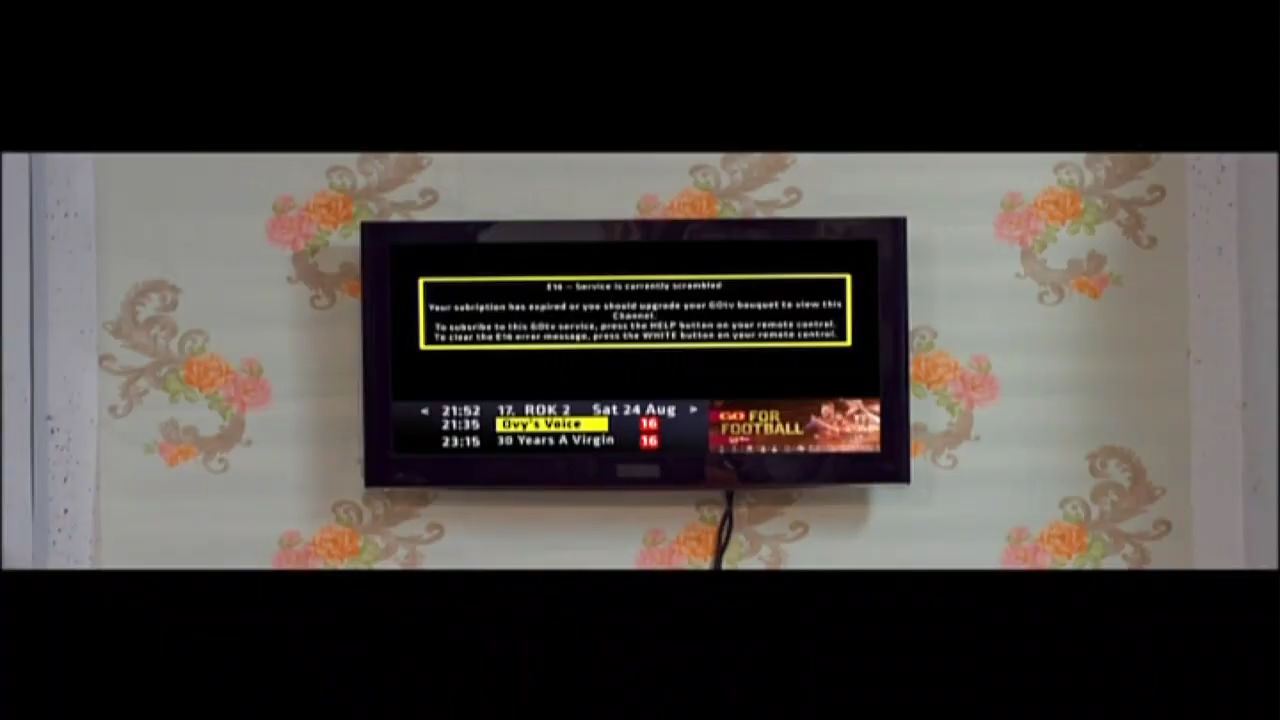 E16 – Service is currently scrambled
Your subription has expired or you should upgrade your GOtv bouquet to view this
Channel.
To subsribe to this GOtv service, press the HELP button on your remote control.
To clear the E16 error message, press the WHITE button on your remote control.
< 21:52 17. ROK 2 Sat 24 Aug >
21:35 Ovy's Voice 16
23:15 30 Years A Virgin 16
GO FOR
FOOTBALL